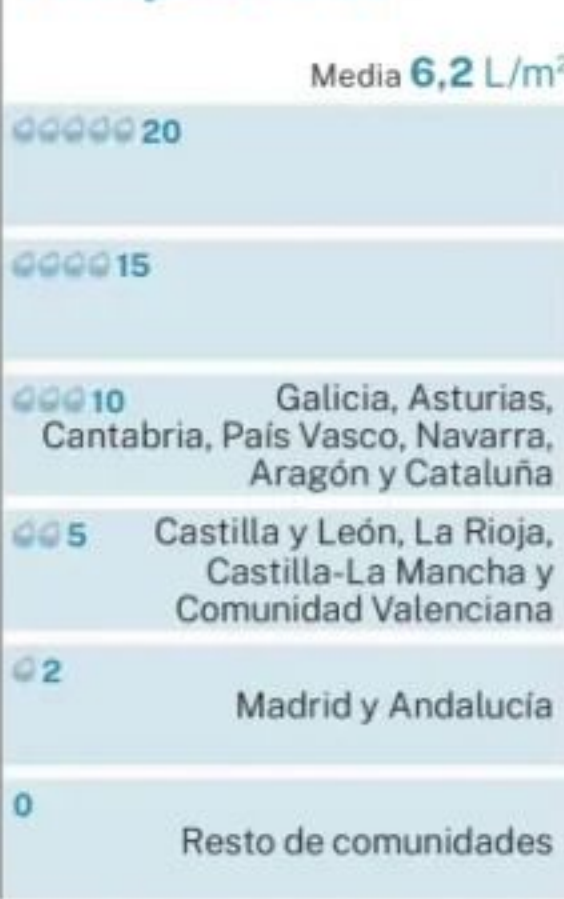 Media 6,2 L/m²
20
15
10 Galicia, Asturias,
Cantabria, País Vasco, Navarra,
Aragón y Cataluña
5 Castilla y León, La Rioja,
Castilla-La Mancha y
Comunidad Valenciana
2
Madrid y Andalucía
0
Resto de comunidades